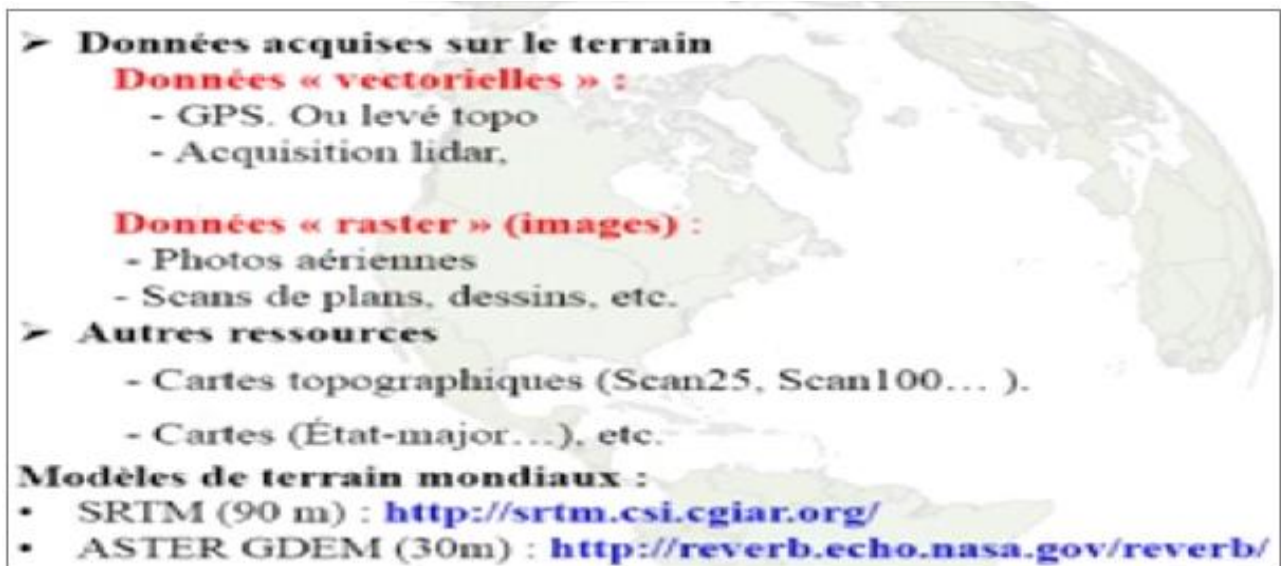 ➢ Données acquises sur le terrain
Données « vectorielles » :
- GPS. Ou levé topo
- Acquisition lidar,
Données « raster » (images) :
- Photos aériennes
- Scans de plans, dessins, etc.
➢ Autres ressources
- Cartes topographiques (Scan25, Scan100… ).
- Cartes (État-major…), etc.
Modèles de terrain mondiaux :
• SRTM (90 m) : http://srtm.csi.cgiar.org/
• ASTER GDEM (30m) : http://reverb.echo.nasa.gov/reverb/